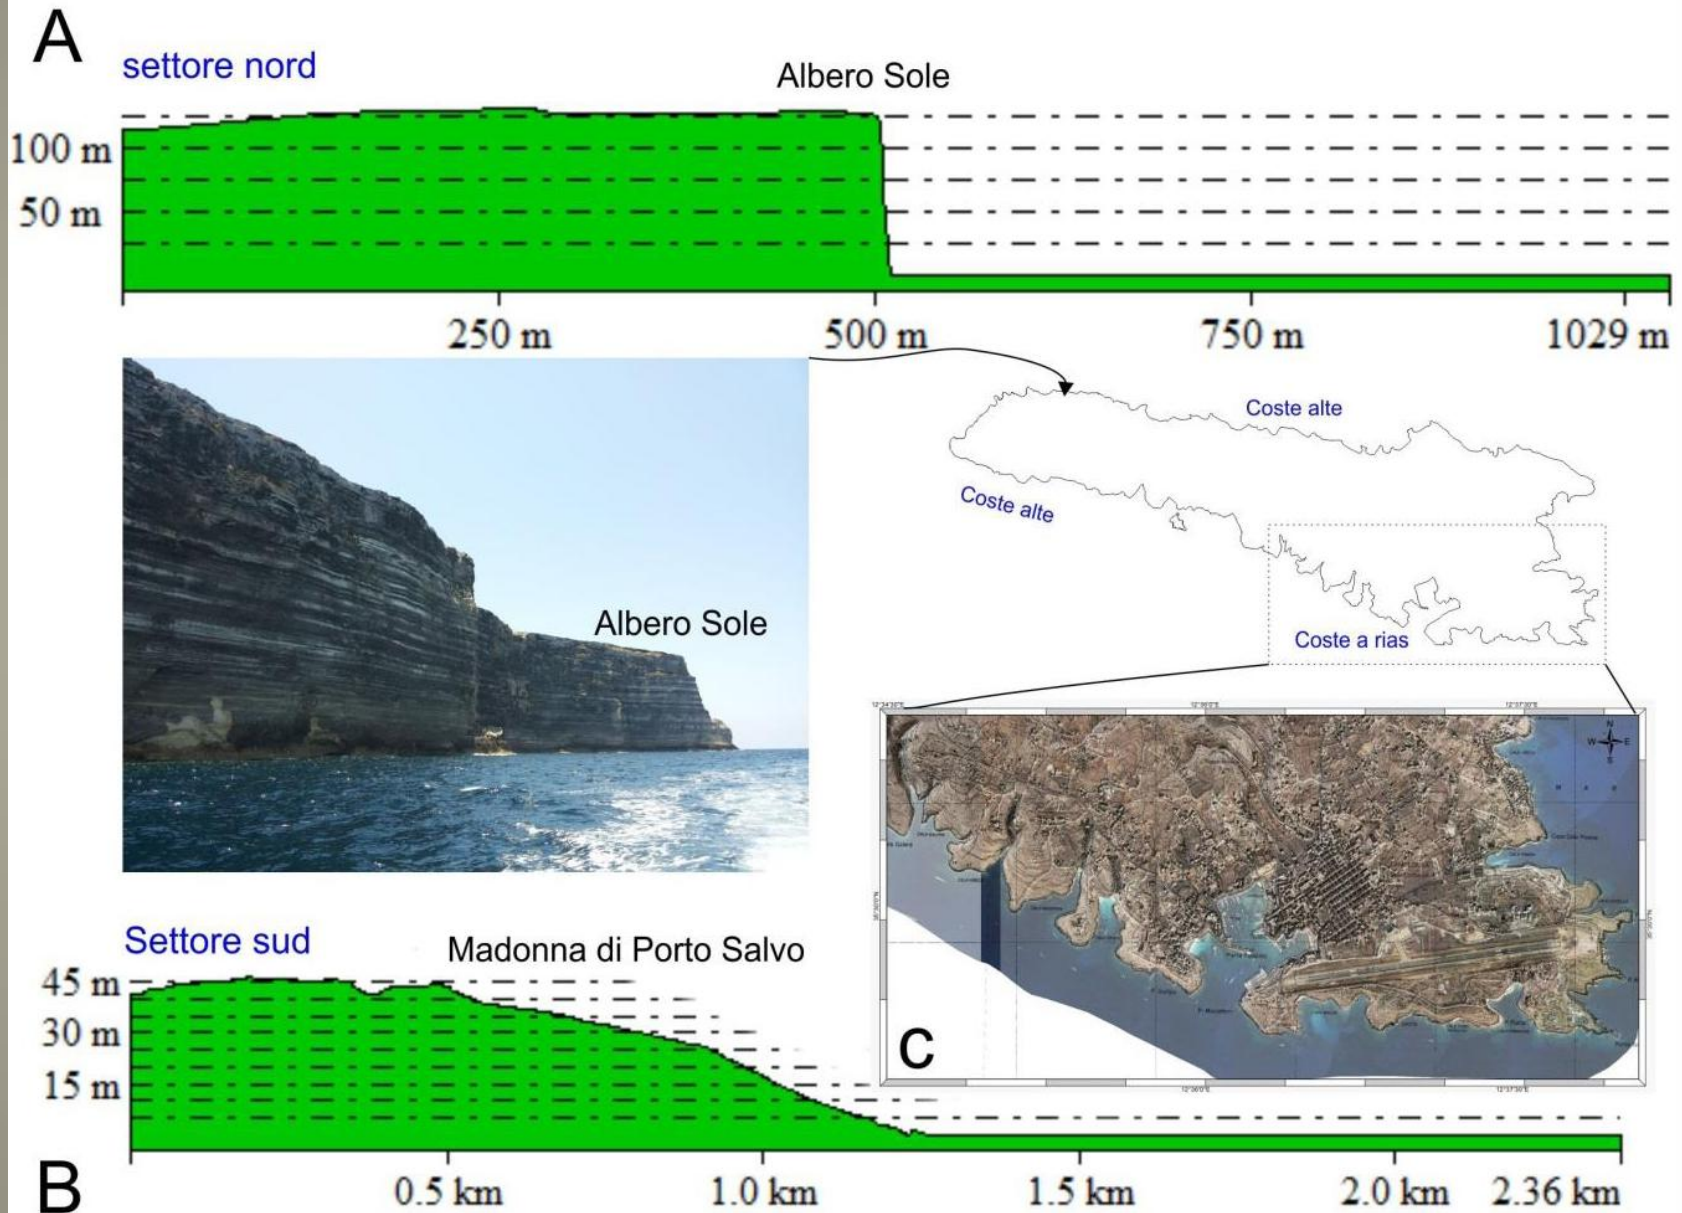 A
settore nord
Albero Sole
100 m
50 m
250 m
500 m
750 m
1029 m
Coste alte
Coste alte
Albero Sole
Coste a rias
N
W
E
S
C
Settore sud
Madonna di Porto Salvo
45 m
30 m
15 m
B
0.5 km
1.0 km
1.5 km
2.0 km
2.36 km